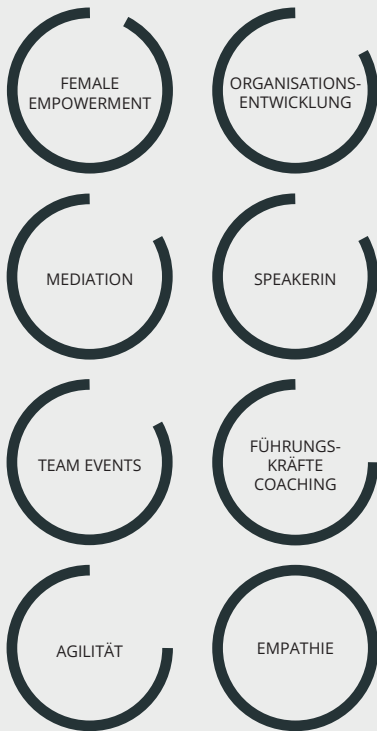 FEMALE
EMPOWERMENT
ORGANISATIONS-
ENTWICKLUNG
MEDIATION
SPEAKERIN
TEAM EVENTS
FÜHRUNGS-
KRÄFTE
COACHING
AGILITÄT
EMPATHIE